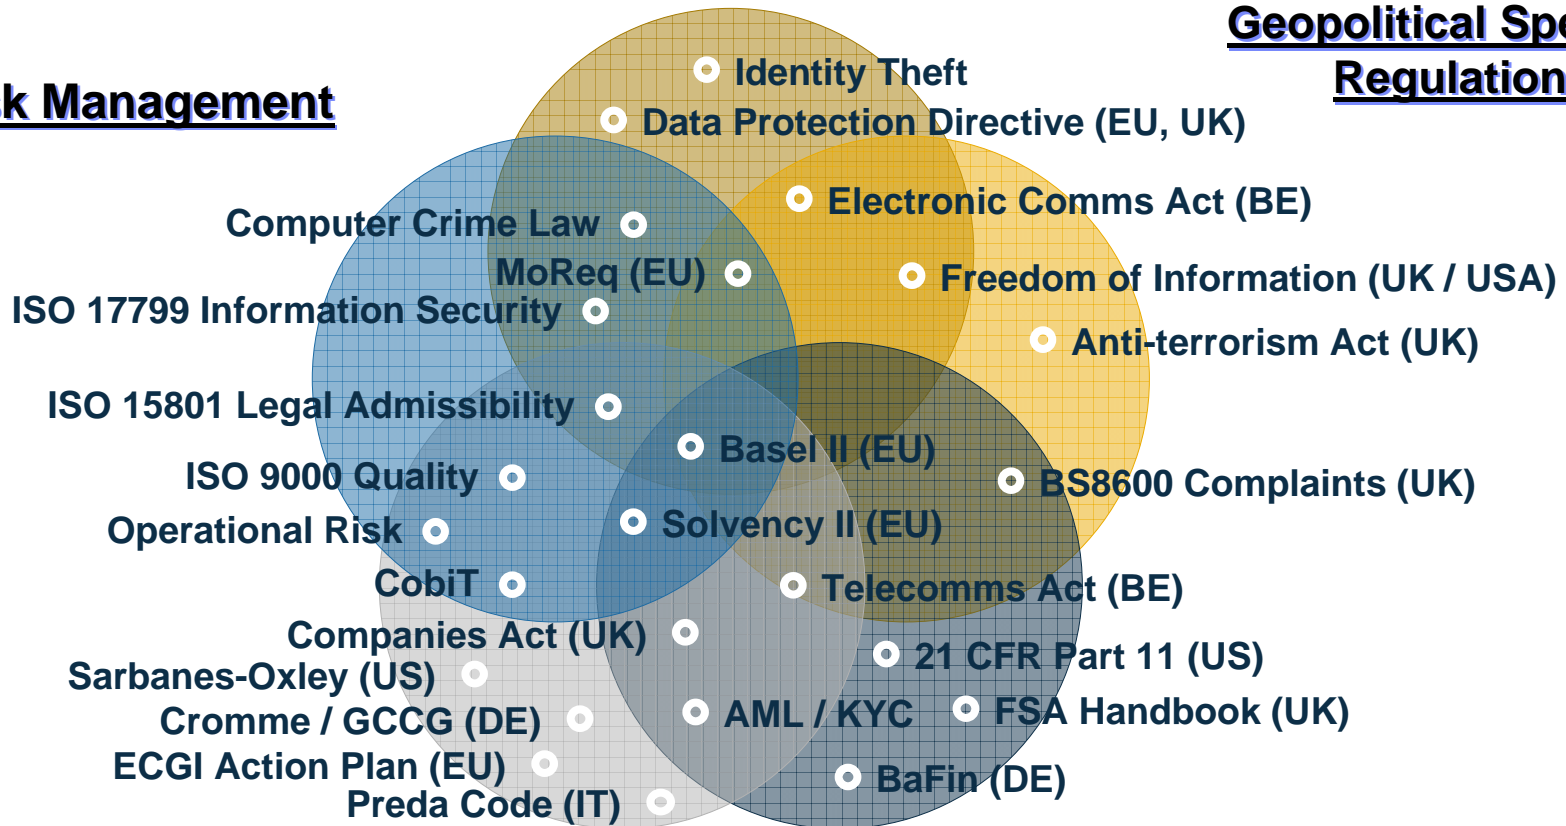 Geopolitical Spe
Regulation
k Management
Identity Theft
Data Protection Directive (EU, UK)
Electronic Comms Act (BE)
Computer Crime Law
MoReq (EU)
Freedom of Information (UK / USA)
ISO 17799 Information Security
Anti-terrorism Act (UK)
ISO 15801 Legal Admissibility
Basel II (EU)
ISO 9000 Quality
BS8600 Complaints (UK)
Operational Risk
Solvency II (EU)
CobiT
Telecomms Act (BE)
Companies Act (UK)
21 CFR Part 11 (US)
Sarbanes-Oxley (US)
Cromme / GCCG (DE)
AML / KYC
FSA Handbook (UK)
ECGI Action Plan (EU)
BaFin (DE)
Preda Code (IT)